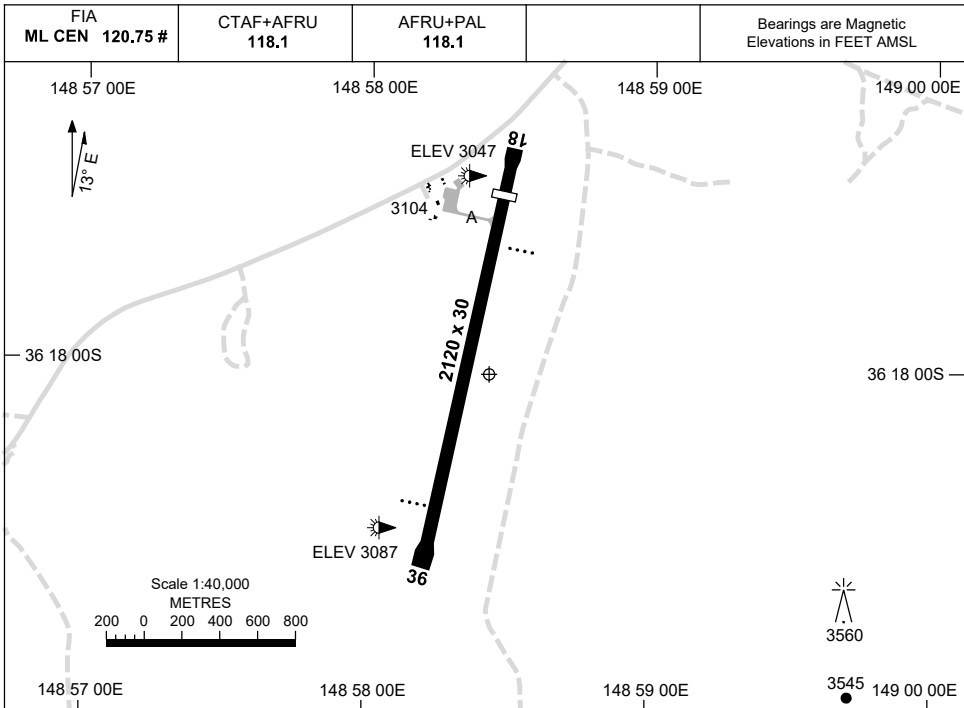 FIA
ML CEN 120.75 #
CTAF+AFRU
118.1
AFRU+PAL
118.1
Bearings are Magnetic
Elevations in FEET AMSL
148 57 00E
148 58 00E
148 59 00E
149 00 00E
13° E
ELEV 3047
18
3104
A
2120 x 30
36 18 00S
36 18 00S
ELEV 3087
36
Scale 1:40,000
METRES
200 0 200 400 600 800
3560
3545
148 57 00E
148 58 00E
148 59 00E
149 00 00E